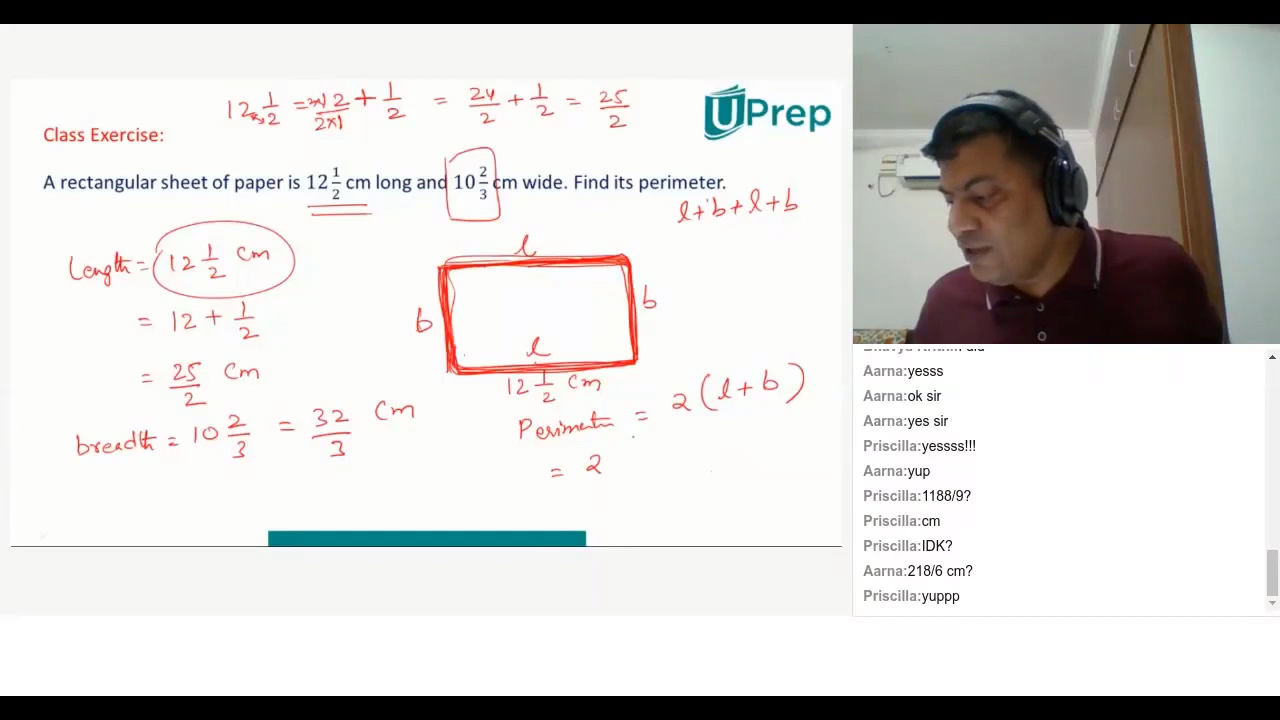 12 1/2 = 2×12/2×1 + 1/2 = 24/2 + 1/2 = 25/2
UPrep
Class Exercise:
A rectangular sheet of paper is 12 1/2 cm long and 10 2/3 cm wide. Find its perimeter.
l+b+l+b
Length = 12 1/2 cm
= 12 + 1/2
= 25/2 cm
breadth = 10 2/3 = 32/3 cm
l
b
b
l
12 1/2 cm
Perimeter = 2(l+b)
= 2
Aarna:yesss
Aarna:ok sir
Aarna:yes sir
Priscilla:yessss!!!
Aarna:yup
Priscilla:1188/9?
Priscilla:cm
Priscilla:IDK?
Aarna:218/6 cm?
Priscilla:yuppp